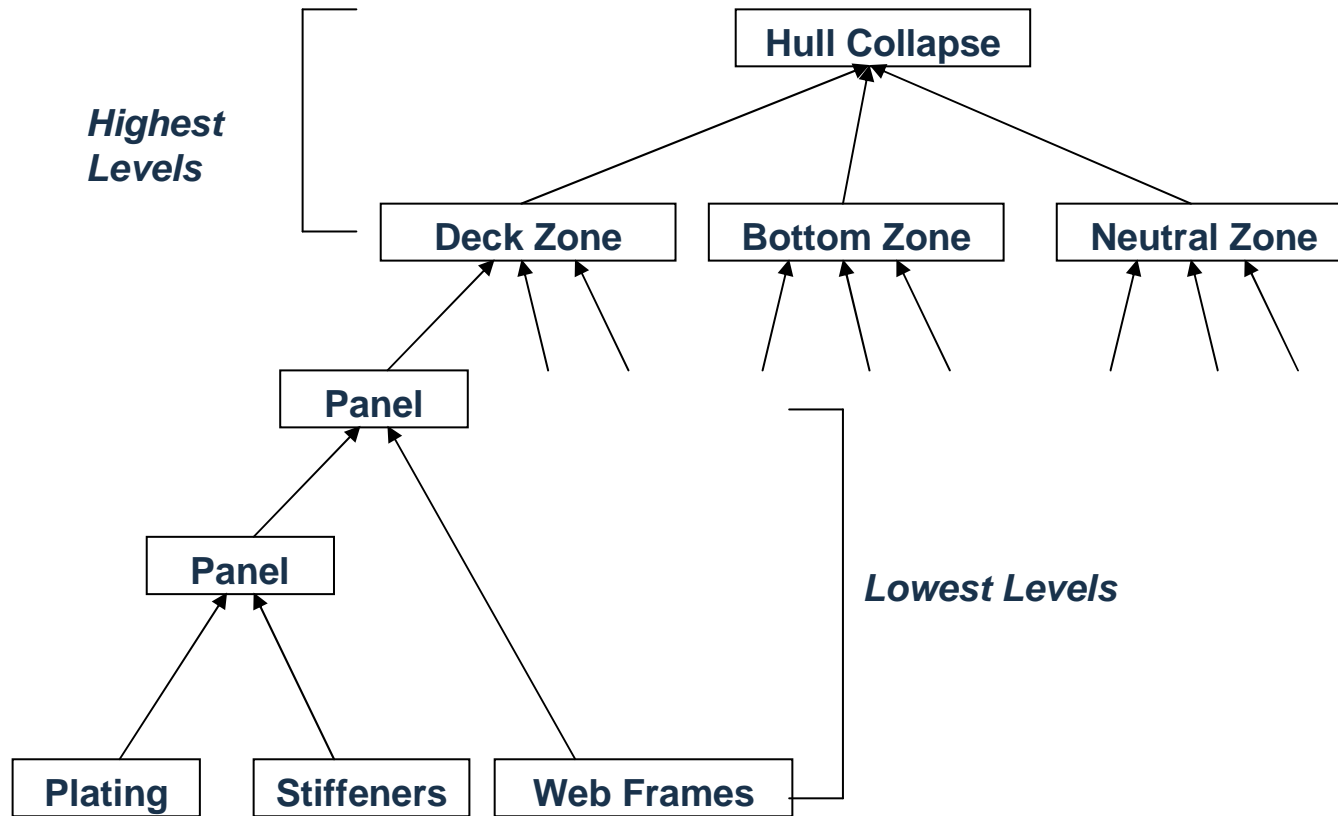 Hull Collapse
Highest
Levels
Deck Zone
Bottom Zone
Neutral Zone
Panel
Panel
Lowest Levels
Plating
Stiffeners
Web Frames